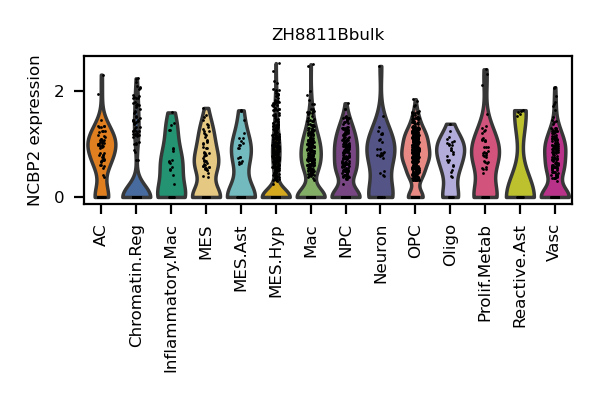 ZH8811Bbulk
NCBP2 expression
2
0
AC
Chromatin.Reg
Inflammatory.Mac
MES
MES.Ast
MES.Hyp
Mac
NPC
Neuron
OPC
Oligo
Prolif.Metab
Reactive.Ast
Vasc